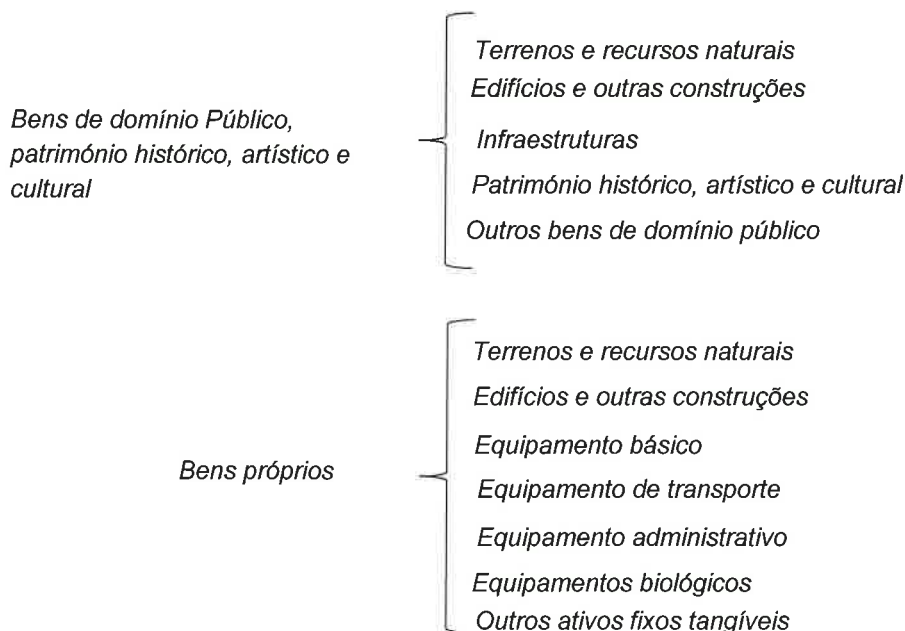 Bens de domínio Público,
património histórico, artístico e
cultural
Terrenos e recursos naturais
Edifícios e outras construções
Infraestruturas
Património histórico, artístico e cultural
Outros bens de domínio público
Bens próprios
Terrenos e recursos naturais
Edifícios e outras construções
Equipamento básico
Equipamento de transporte
Equipamento administrativo
Equipamentos biológicos
Outros ativos fixos tangíveis